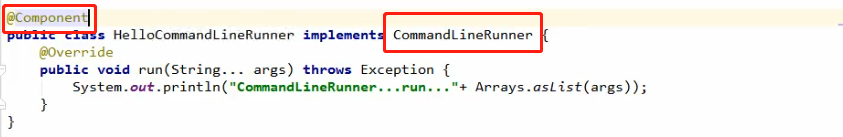 @Component
public class HelloCommandLineRunner implements CommandLineRunner {
@Override
public void run(String... args) throws Exception {
System.out.println("CommandLineRunner...run..."+ Arrays.asList(args));
}
}